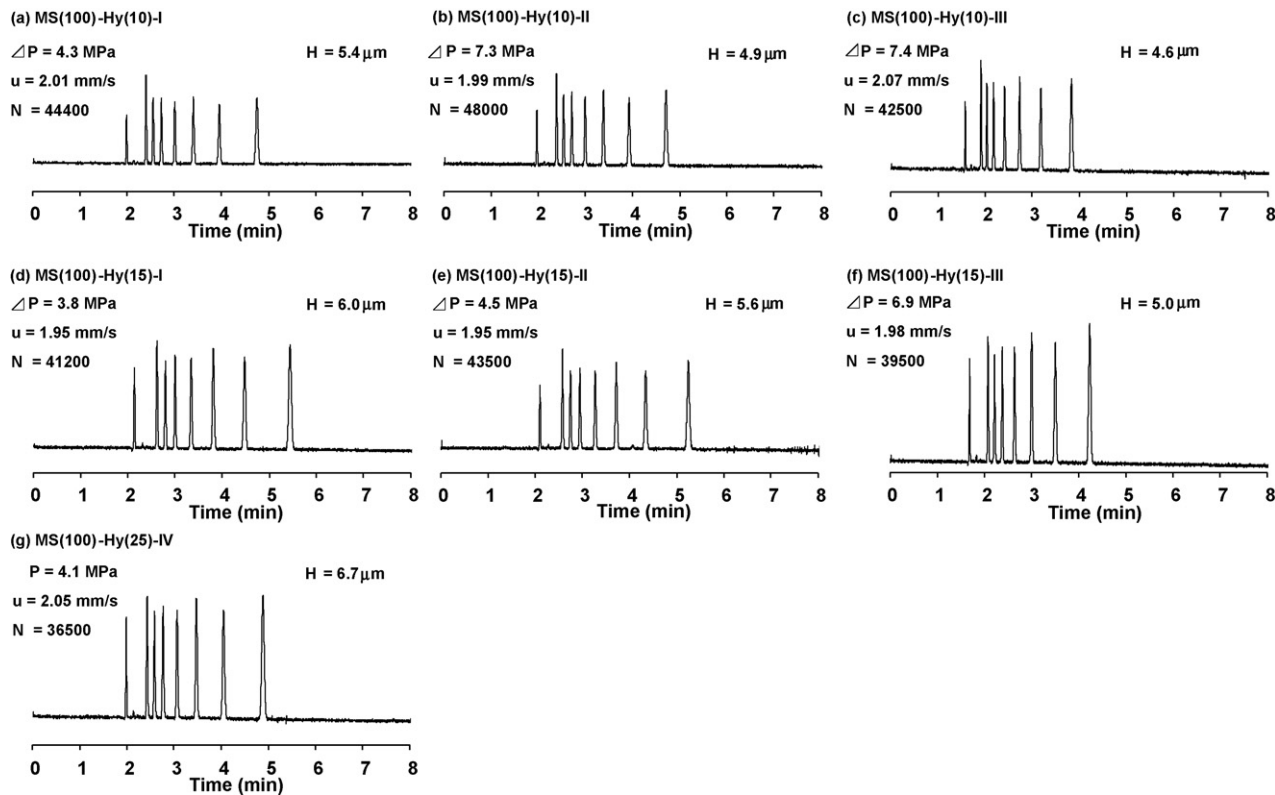 (a) MS(100)-Hy(10)-I
⊿ P = 4.3 MPa
H = 5.4 μm
u = 2.01 mm/s
N = 44400
0 1 2 3 4 5 6 7 8
Time (min)
(b) MS(100)-Hy(10)-II
⊿ P = 7.3 MPa
H = 4.9 μm
u = 1.99 mm/s
N = 48000
0 1 2 3 4 5 6 7 8
Time (min)
(c) MS(100)-Hy(10)-III
⊿ P = 7.4 MPa
H = 4.6 μm
u = 2.07 mm/s
N = 42500
0 1 2 3 4 5 6 7 8
Time (min)
(d) MS(100)-Hy(15)-I
⊿ P = 3.8 MPa
H = 6.0 μm
u = 1.95 mm/s
N = 41200
0 1 2 3 4 5 6 7 8
Time (min)
(e) MS(100)-Hy(15)-II
⊿ P = 4.5 MPa
H = 5.6 μm
u = 1.95 mm/s
N = 43500
0 1 2 3 4 5 6 7 8
Time (min)
(f) MS(100)-Hy(15)-III
⊿ P = 6.9 MPa
H = 5.0 μm
u = 1.98 mm/s
N = 39500
0 1 2 3 4 5 6 7 8
Time (min)
(g) MS(100)-Hy(25)-IV
P = 4.1 MPa
H = 6.7 μm
u = 2.05 mm/s
N = 36500
0 1 2 3 4 5 6 7 8
Time (min)